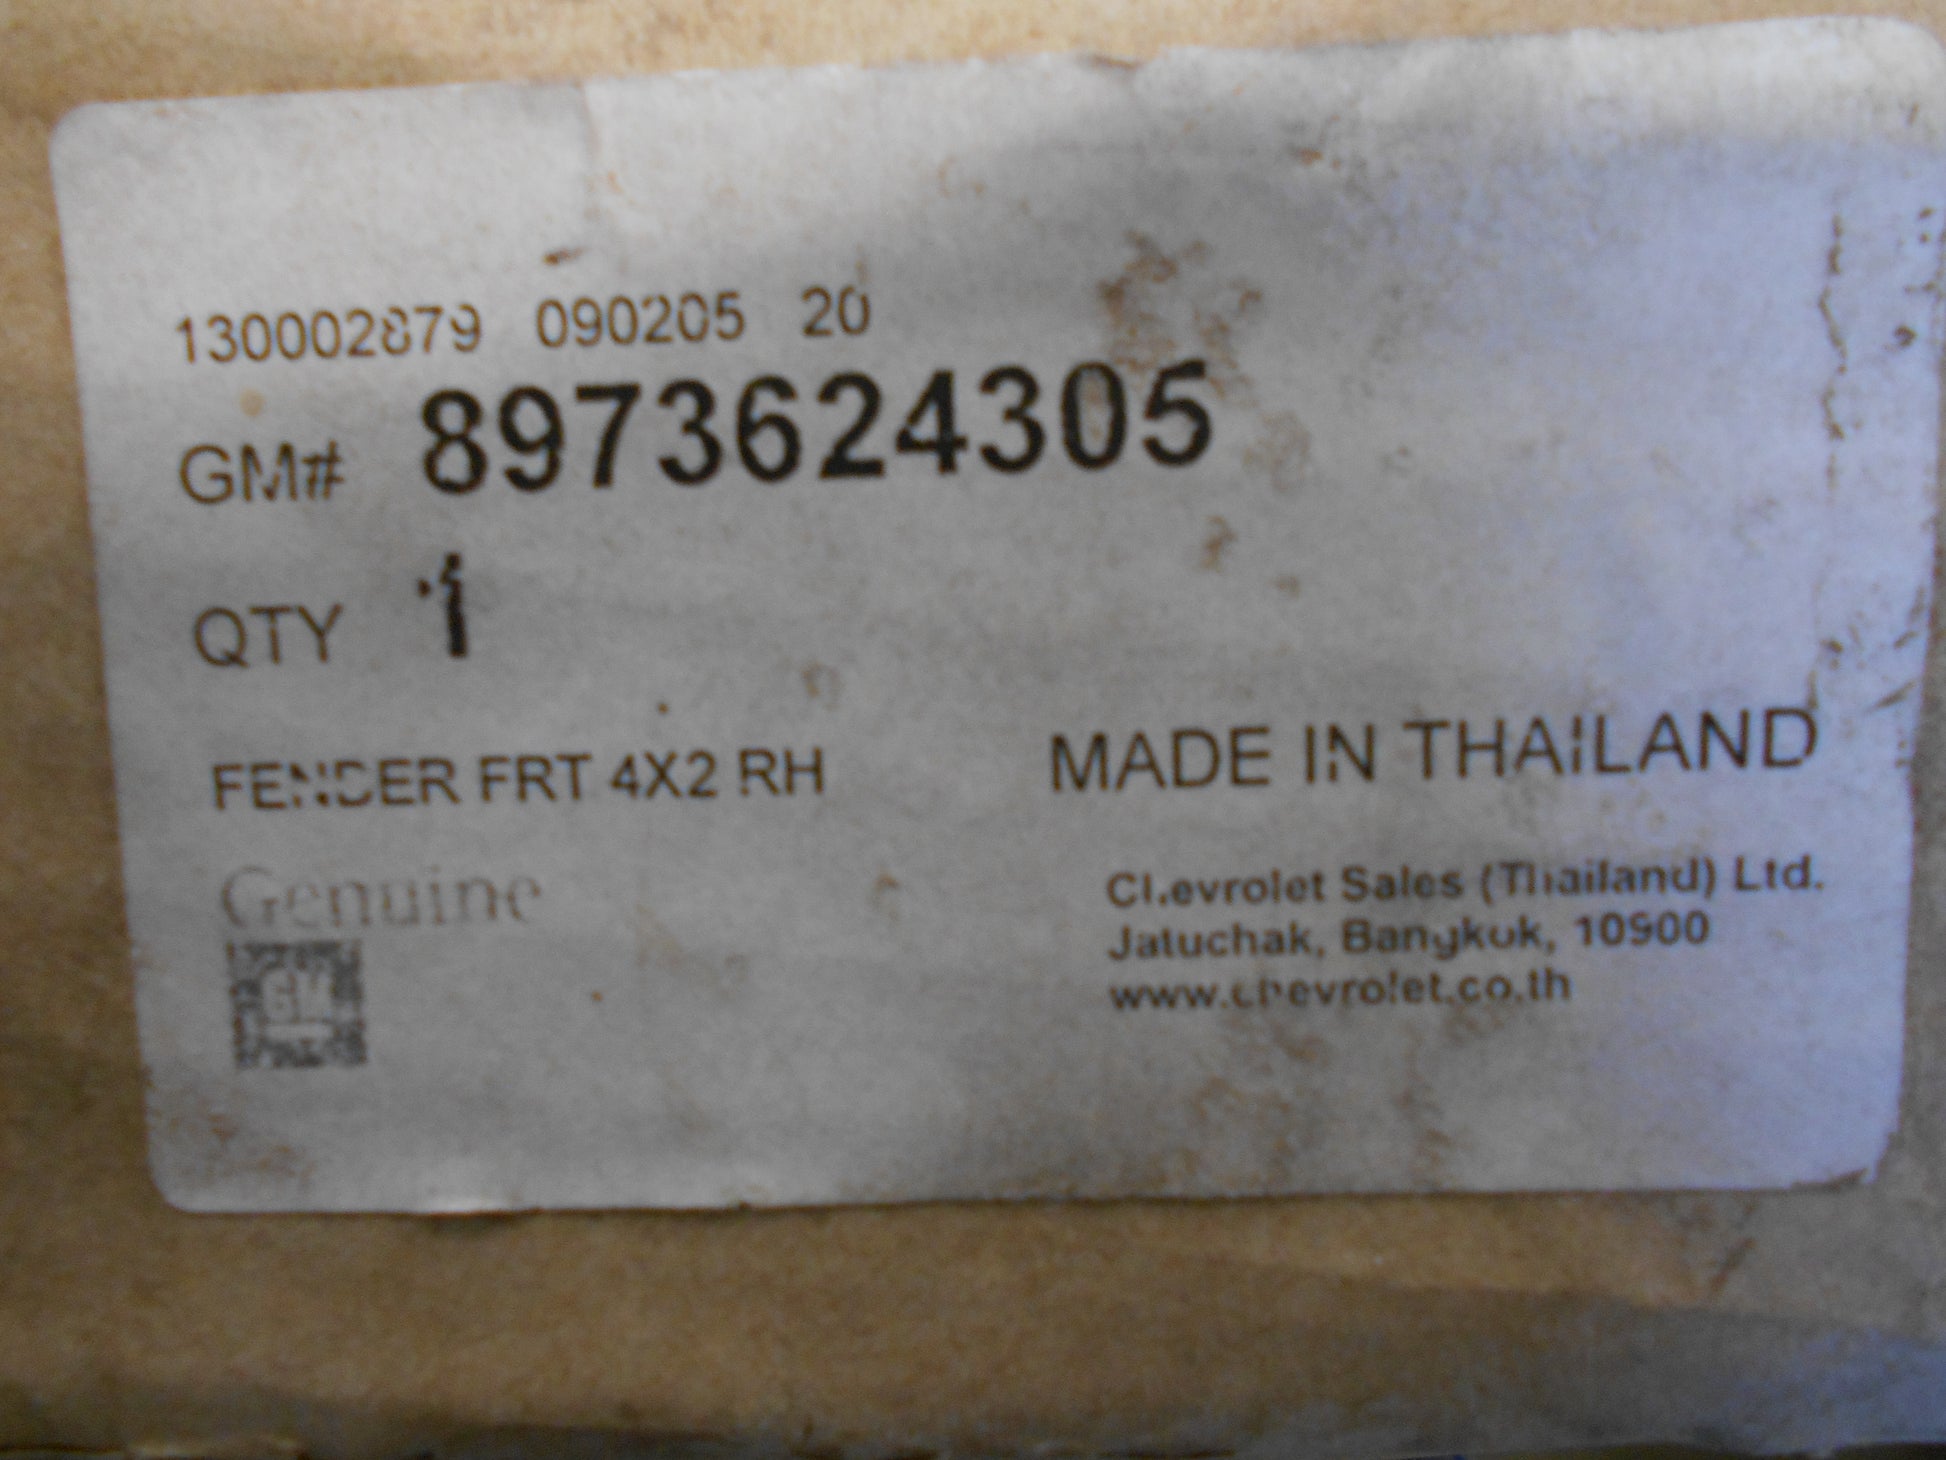 130002879 090205 20
GM# 8973624305
QTY 1
FENDER FRT 4X2 RH
MADE IN THAILAND
Genuine
GM
Chevrolet Sales (Thailand) Ltd.
Jatuchak, Bangkok, 10900
www.chevrolet.co.th